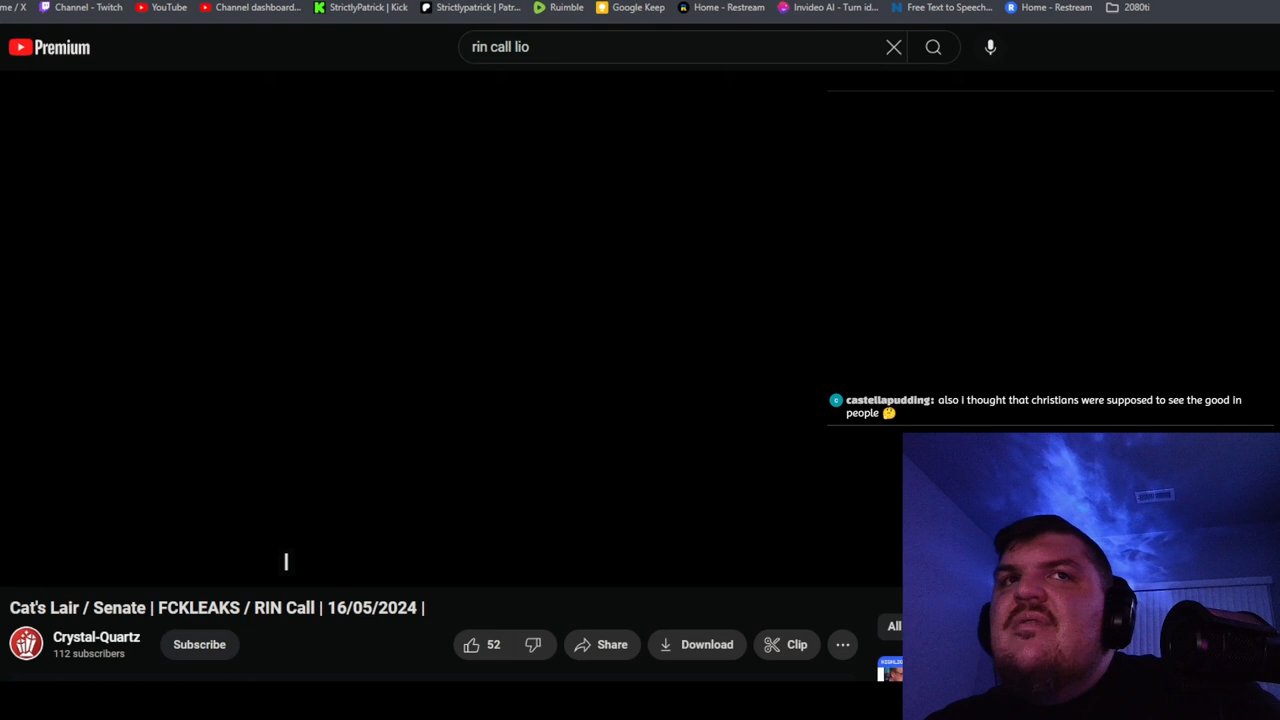 me / X Channel - Twitch YouTube Channel dashboard... StrictlyPatrick | Kick Strictlypatrick | Patr... Rumble Google Keep Home - Restream Invideo AI - Turn id... Free Text to Speech... Home - Restream 2080ti
Premium
rin call lio
castellapudding: also i thought that christians were supposed to see the good in
people 🤔
I
Cat's Lair / Senate | FCKLEAKS / RIN Call | 16/05/2024 |
Crystal-Quartz
112 subscribers
Subscribe
52
Share
Download
Clip
All